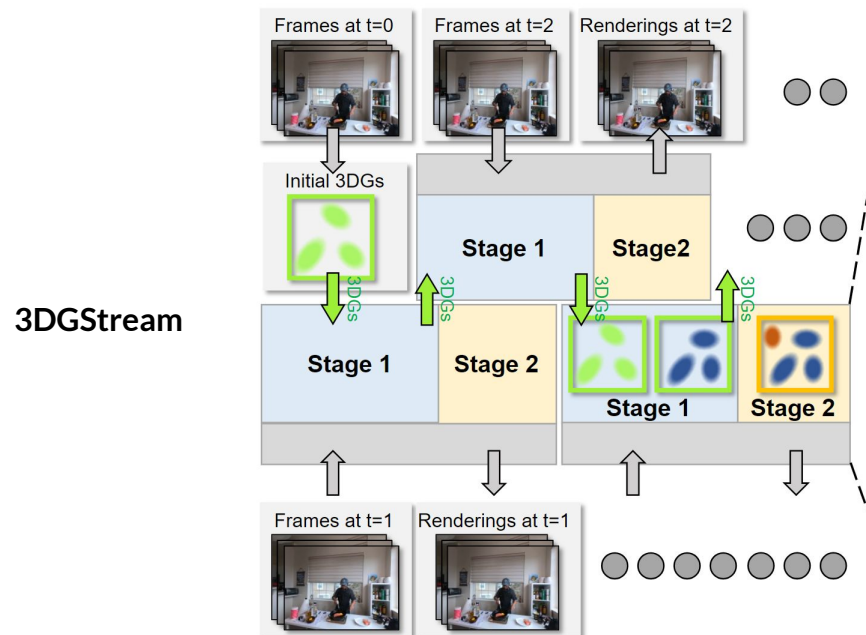 Frames at t=0
Frames at t=2
Renderings at t=2
Initial 3DGs
Stage 1
Stage2
3DGs
3DGs
3DGs
3DGs
3DGStream
Stage 1
Stage 2
Stage 1
Stage 2
Frames at t=1
Renderings at t=1